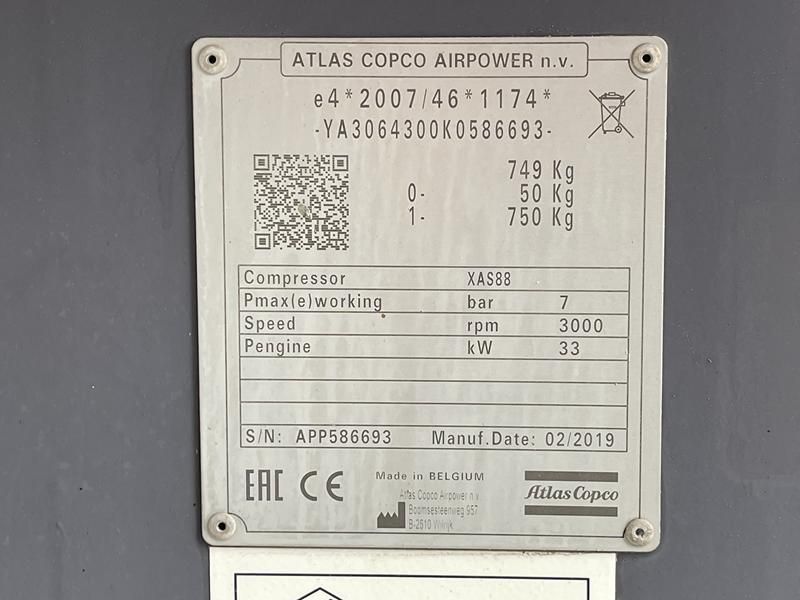 ATLAS COPCO AIRPOWER n.v.
e4*2007/46*1174*
-YA3064300K0586693-
749 Kg
0- 50 Kg
1- 750 Kg
Compressor XAS88
Pmax(e)working bar 7
Speed rpm 3000
Pengine kW 33
S/N: APP586693 Manuf.Date: 02/2019
EAC CE
Made in BELGIUM
Atlas Copco Airpower n.v.
Boomsesteenweg 957
B-2610 Wilrijk
Atlas Copco